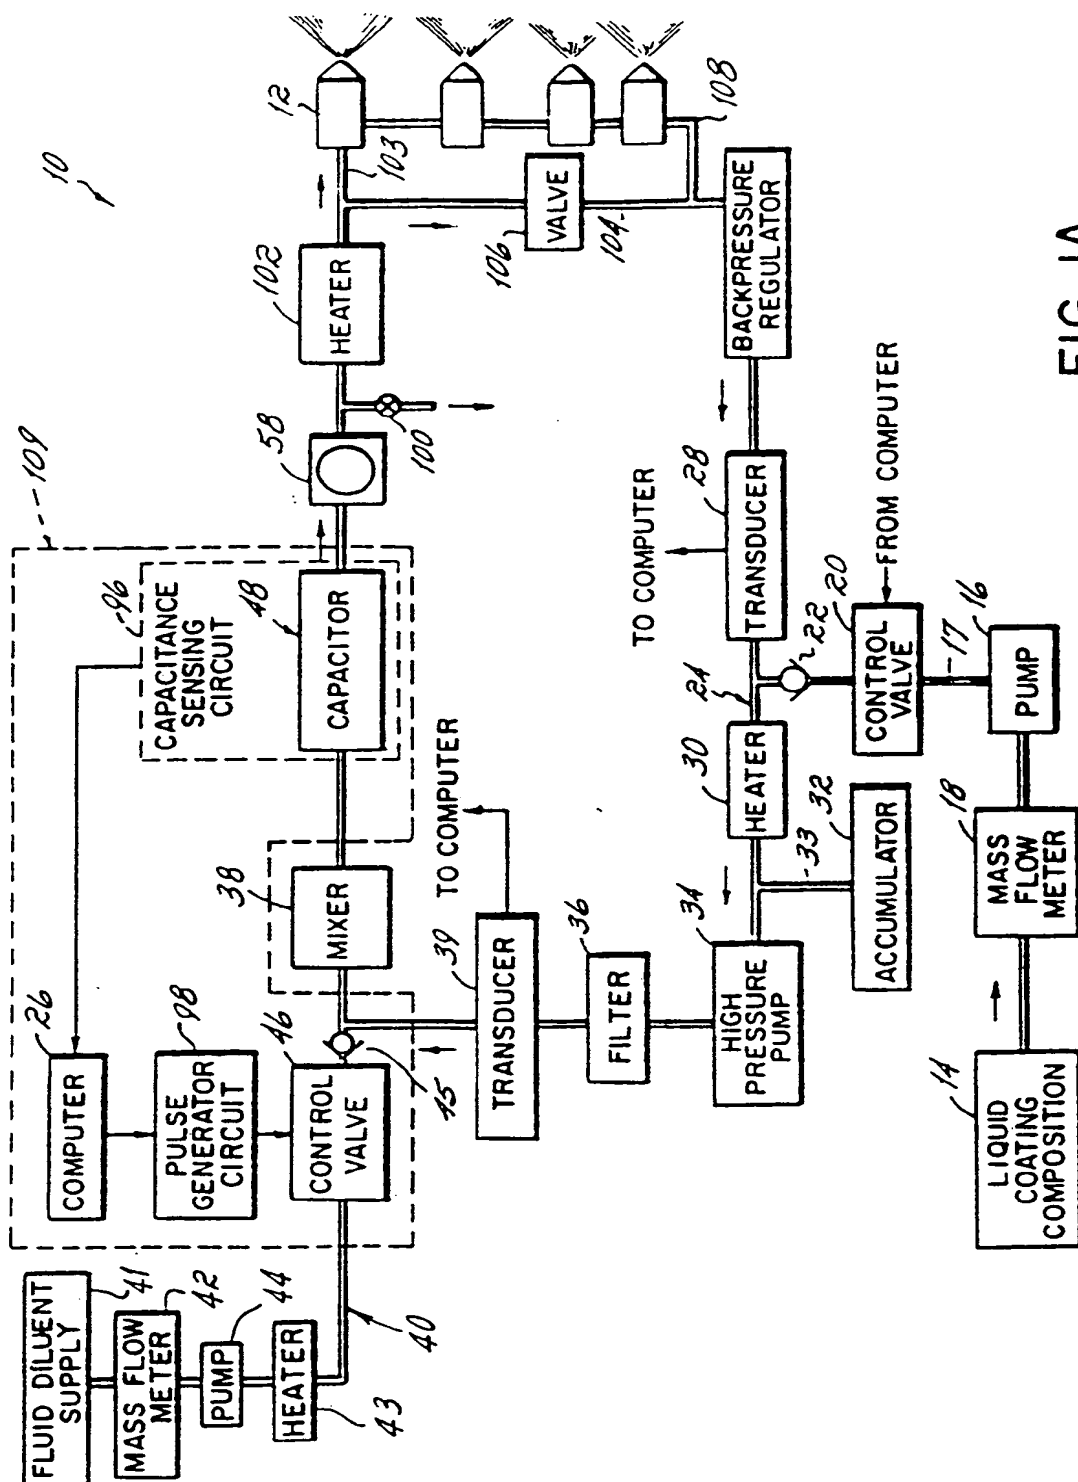 10
12
103
102
HEATER
106
VALVE
104
108
BACKPRESSURE
REGULATOR
58
100
109
96
CAPACITANCE
SENSING
CIRCUIT
48
CAPACITOR
38
MIXER
26
COMPUTER
98
PULSE
GENERATOR
CIRCUIT
46
CONTROL
VALVE
45
FLUID DILUENT
SUPPLY
41
MASS FLOW
METER
42
PUMP
44
HEATER
43
40
TO COMPUTER
39
TRANSDUCER
36
FILTER
34
HIGH
PRESSURE
PUMP
33
32
ACCUMULATOR
30
HEATER
24
TO COMPUTER
28
TRANSDUCER
22
FROM COMPUTER
20
CONTROL
VALVE
17
16
PUMP
18
MASS
FLOW
METER
14
LIQUID
COATING
COMPOSITION
FIG. 1A